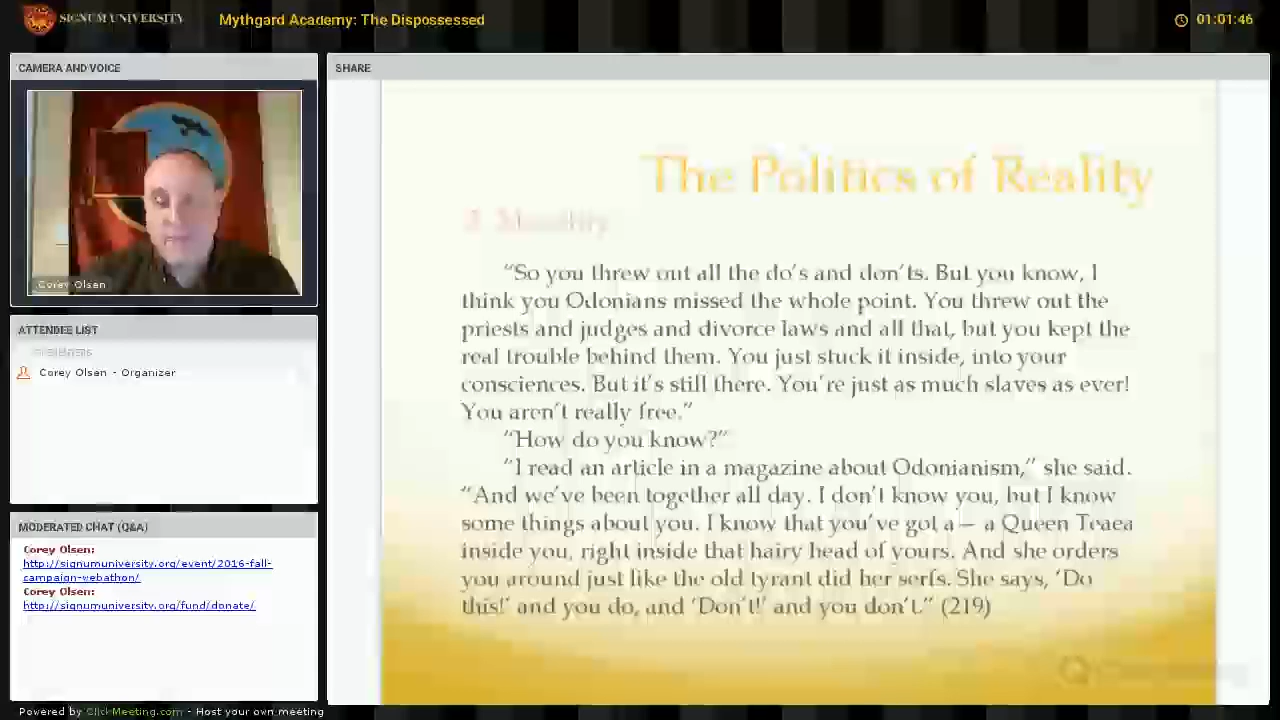 SIGNUM UNIVERSITY
Mythgard Academy: The Dispossessed
01:01:46
CAMERA AND VOICE
Corey Olsen
ATTENDEE LIST
Corey Olsen - Organizer
MODERATED CHAT (Q&A)
Corey Olsen:
http://signumuniversity.org/event/2016-fall-
campaign-webathon/
Corey Olsen:
http://signumuniversity.org/fund/donate/
SHARE
The Politics of Reality
“So you threw out all the do’s and don’ts. But you know, I
think you Odonians missed the whole point. You threw out the
priests and judges and divorce laws and all that, but you kept the
real trouble behind them. You just stuck it inside, into your
consciences. But it’s still there. You’re just as much slaves as ever!
You aren’t really free.”
“How do you know?”
“I read an article in a magazine about Odonianism,” she said.
“And we’ve been together all day. I don’t know you, but I know
some things about you. I know that you’ve got a— a Queen Teaea
inside you, right inside that hairy head of yours. And she orders
you around just like the old tyrant did her serfs. She says, ‘Do
this!’ and you do, and ‘Don’t!’ and you don’t.” (219)
Powered by ClickMeeting.com - Host your own meeting